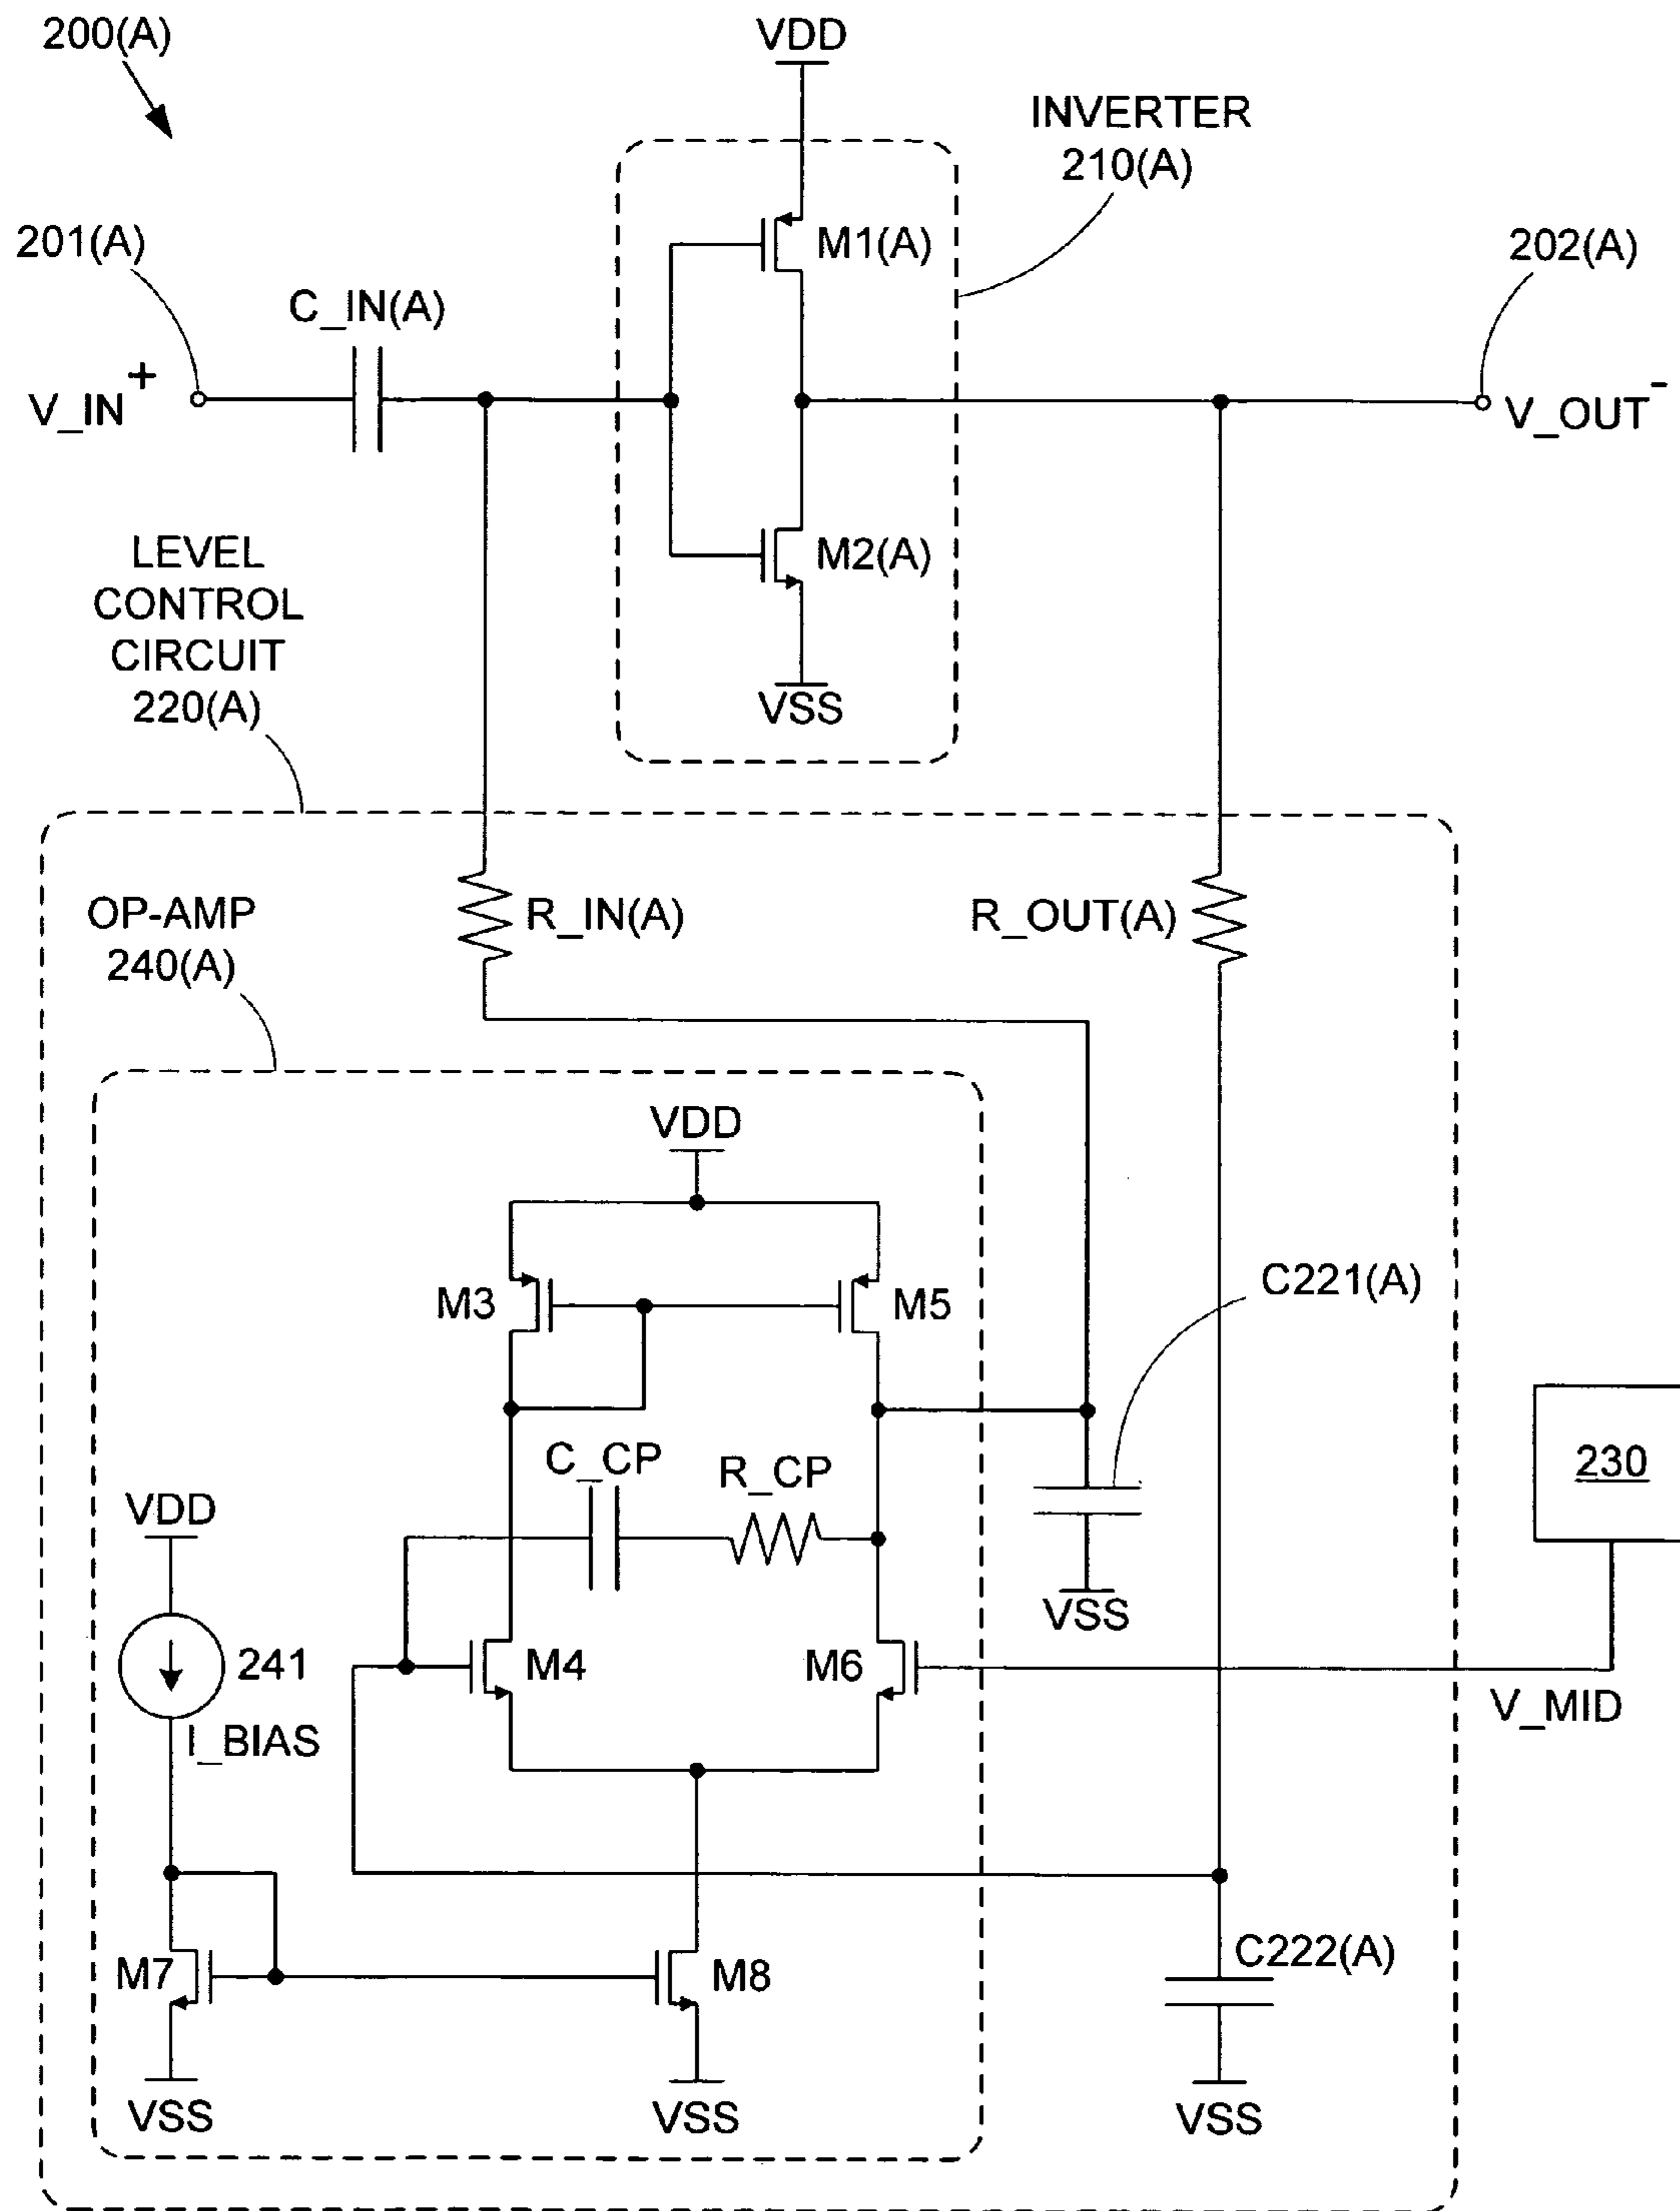 200(A)
VDD
INVERTER
210(A)
201(A)
M1(A)
202(A)
C_IN(A)
V_IN+
V_OUT-
M2(A)
LEVEL
CONTROL
CIRCUIT
220(A)
VSS
OP-AMP
240(A)
R_IN(A)
R_OUT(A)
VDD
M3
M5
C221(A)
C_CP
R_CP
230
VDD
VSS
241
M4
M6
V_MID
I_BIAS
C222(A)
M7
M8
VSS
VSS
VSS